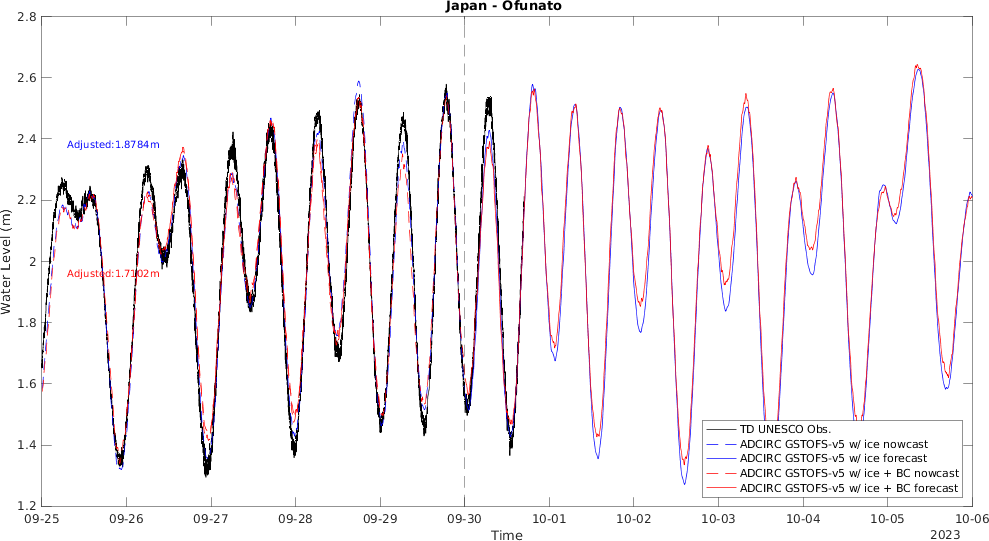 Japan - Ofunato
2.8
2.6
2.4
2.2
2
1.8
1.6
1.4
1.2
Water Level (m)
Adjusted:1.8784m
Adjusted:1.7102m
TD UNESCO Obs.
ADCIRC GSTOFS-v5 w/ ice nowcast
ADCIRC GSTOFS-v5 w/ ice forecast
ADCIRC GSTOFS-v5 w/ ice + BC nowcast
ADCIRC GSTOFS-v5 w/ ice + BC forecast
09-25 09-26 09-27 09-28 09-29 09-30 10-01 10-02 10-03 10-04 10-05 10-06
Time
2023